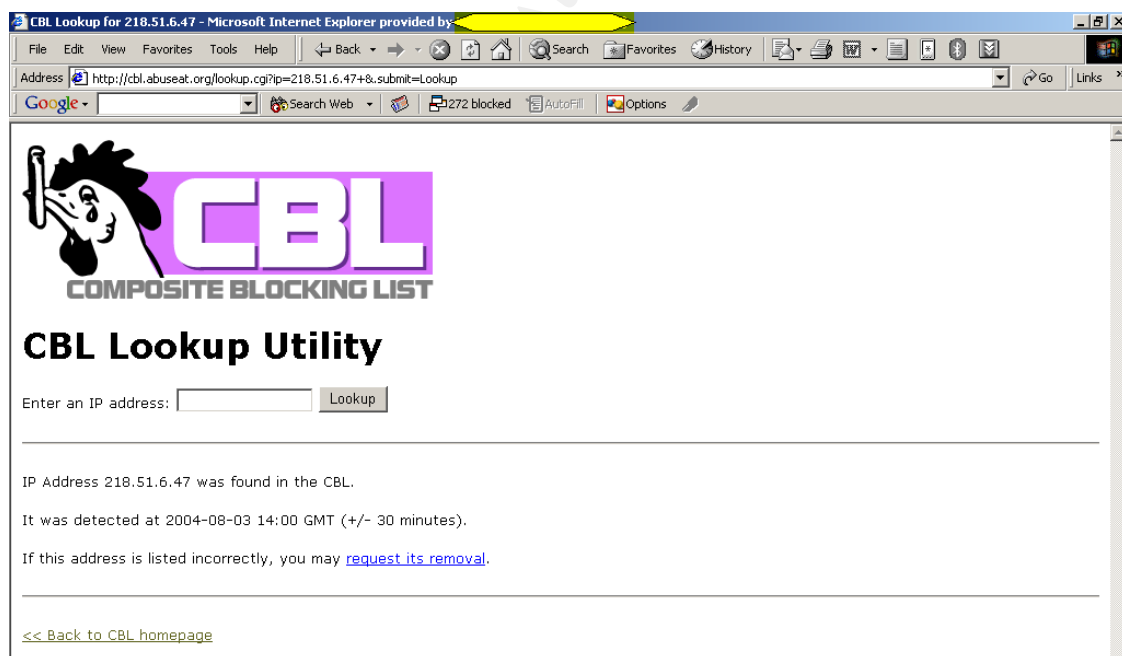 CBL Lookup for 218.51.6.47 - Microsoft Internet Explorer provided by
File Edit View Favorites Tools Help Back Search Favorites History
Address http://cbl.abuseat.org/lookup.cgi?ip=218.51.6.47+&.submit=Lookup Go Links »
Google Search Web 272 blocked AutoFill Options
CBL
COMPOSITE BLOCKING LIST
CBL Lookup Utility
Enter an IP address: Lookup
IP Address 218.51.6.47 was found in the CBL.
It was detected at 2004-08-03 14:00 GMT (+/- 30 minutes).
If this address is listed incorrectly, you may request its removal.
<< Back to CBL homepage